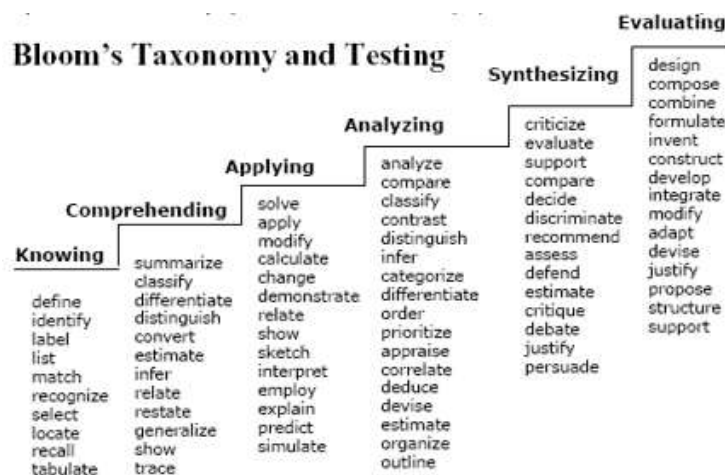 Bloom's Taxonomy and Testing
Evaluating
design
compose
combine
formulate
invent
construct
develop
integrate
modify
adapt
devise
justify
propose
structure
support
Synthesizing
criticize
evaluate
support
compare
decide
discriminate
recommend
assess
defend
estimate
critique
debate
justify
persuade
Analyzing
analyze
compare
classify
contrast
distinguish
infer
categorize
differentiate
order
prioritize
appraise
correlate
deduce
devise
estimate
organize
outline
Applying
solve
apply
modify
calculate
change
demonstrate
relate
show
sketch
interpret
employ
explain
predict
simulate
Comprehending
summarize
classify
differentiate
distinguish
convert
estimate
infer
relate
restate
generalize
show
trace
Knowing
define
identify
label
list
match
recognize
select
locate
recall
tabulate